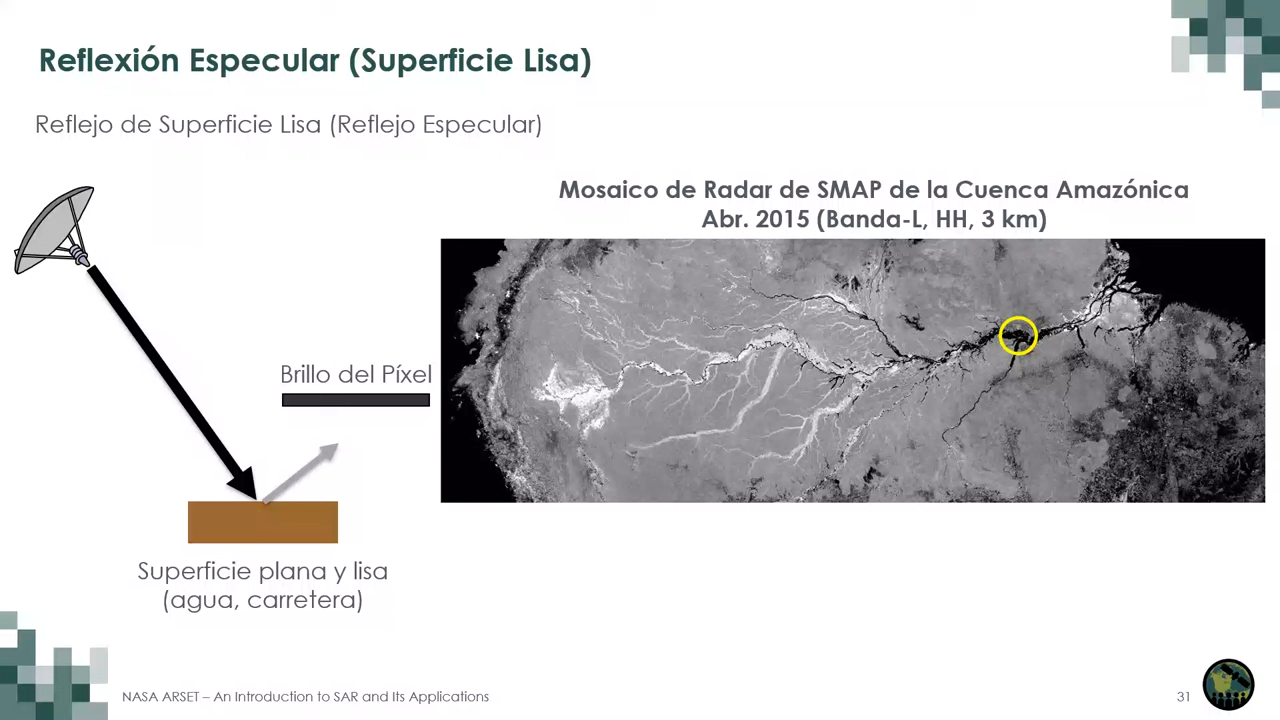 Reflexión Especular (Superficie Lisa)
Reflejo de Superficie Lisa (Reflejo Especular)
Mosaico de Radar de SMAP de la Cuenca Amazónica
Abr. 2015 (Banda-L, HH, 3 km)
Brillo del Píxel
Superficie plana y lisa
(agua, carretera)
NASA ARSET – An Introduction to SAR and Its Applications
31